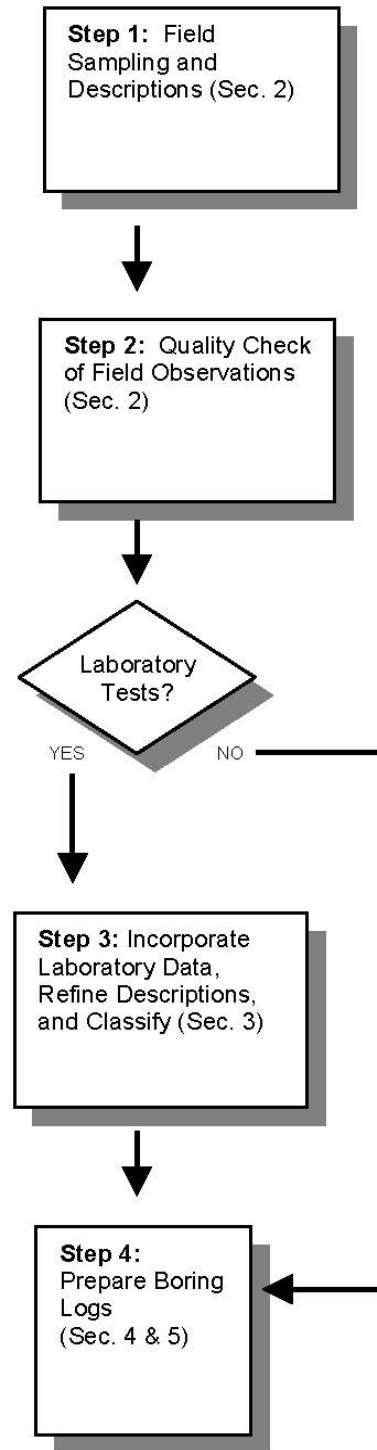 Step 1: Field
Sampling and
Descriptions (Sec. 2)
Step 2: Quality Check
of Field Observations
(Sec. 2)
Laboratory
Tests?
YES
NO
Step 3: Incorporate
Laboratory Data,
Refine Descriptions,
and Classify (Sec. 3)
Step 4:
Prepare Boring
Logs
(Sec. 4 & 5)